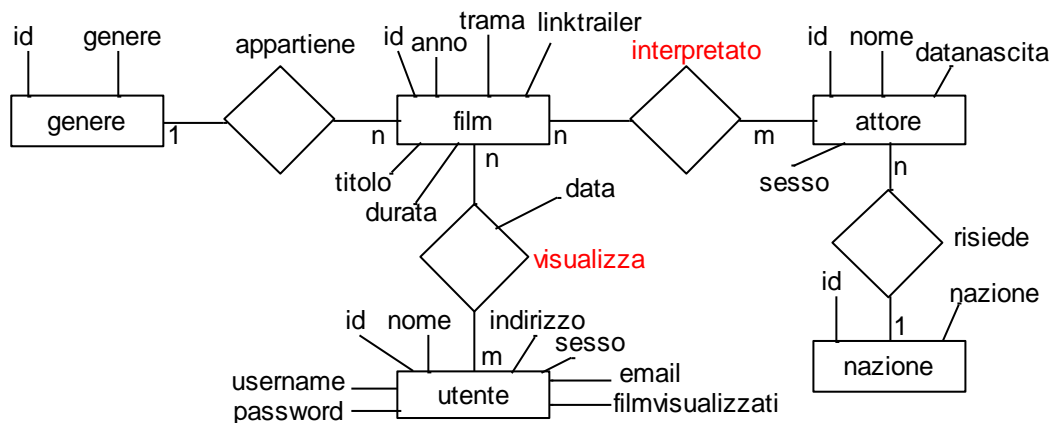 id
genere
appartiene
id
anno
trama
linktrailer
interpretato
id
nome
datanascita
genere
1
n
film
n
m
attore
titolo
durata
n
data
sesso
n
visualizza
risiede
id
nazione
id
nome
indirizzo
sesso
m
1
username
password
utente
email
filmvisualizzati
nazione